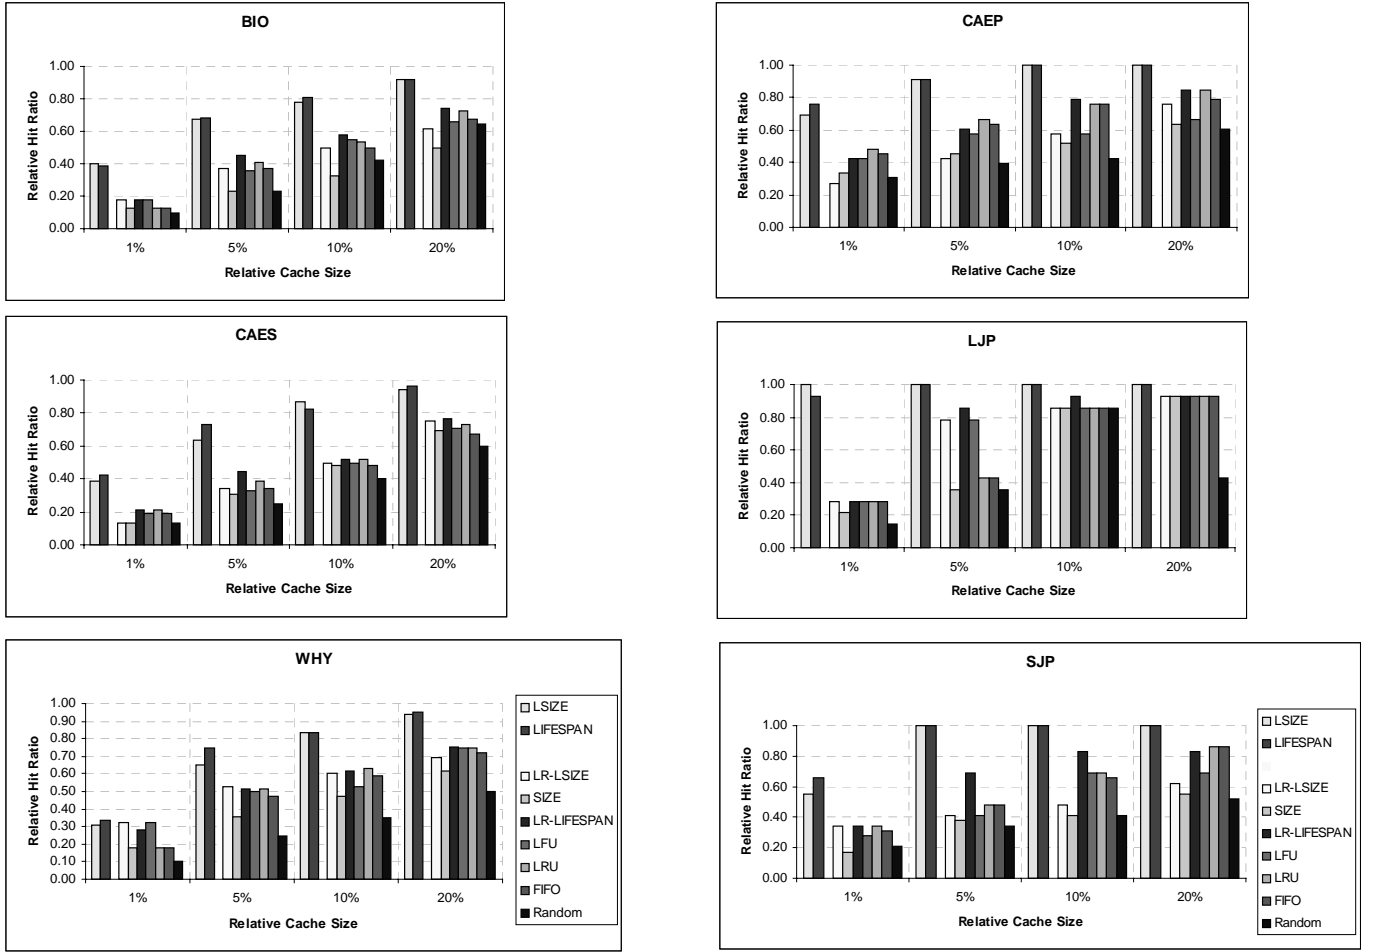 BIO
1.00
0.80
0.60
0.40
0.20
0.00
Relative Hit Ratio
1% 5% 10% 20%
Relative Cache Size
CAEP
1.00
0.80
0.60
0.40
0.20
0.00
Relative Hit Ratio
1% 5% 10% 20%
Relative Cache Size
CAES
1.00
0.80
0.60
0.40
0.20
0.00
Relative Hit Ratio
1% 5% 10% 20%
Relative Cache Size
LJP
1.00
0.80
0.60
0.40
0.20
0.00
Relative Hit Ratio
1% 5% 10% 20%
Relative Cache Size
WHY
1.00
0.90
0.80
0.70
0.60
0.50
0.40
0.30
0.20
0.10
0.00
Relative Hit Ratio
1% 5% 10% 20%
Relative Cache Size
LSIZE
LIFESPAN
LR-LSIZE
SIZE
LR-LIFESPAN
LFU
LRU
FIFO
Random
SJP
1.00
0.80
0.60
0.40
0.20
0.00
Relative Hit Ratio
1% 5% 10% 20%
Relative Cache Size
LSIZE
LIFESPAN
LR-LSIZE
SIZE
LR-LIFESPAN
LFU
LRU
FIFO
Random